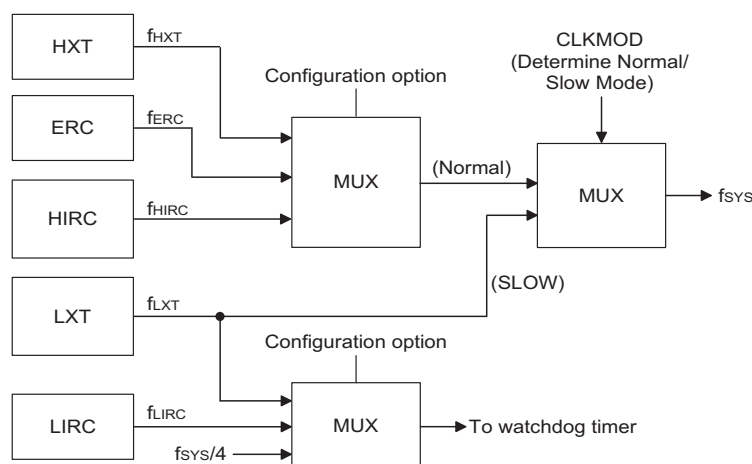 HXT
fHXT
ERC
fERC
HIRC
fHIRC
LXT
fLXT
LIRC
fLIRC
fSYS/4
Configuration option
MUX
(Normal)
(SLOW)
CLKMOD
(Determine Normal/
Slow Mode)
MUX
fSYS
Configuration option
MUX
To watchdog timer